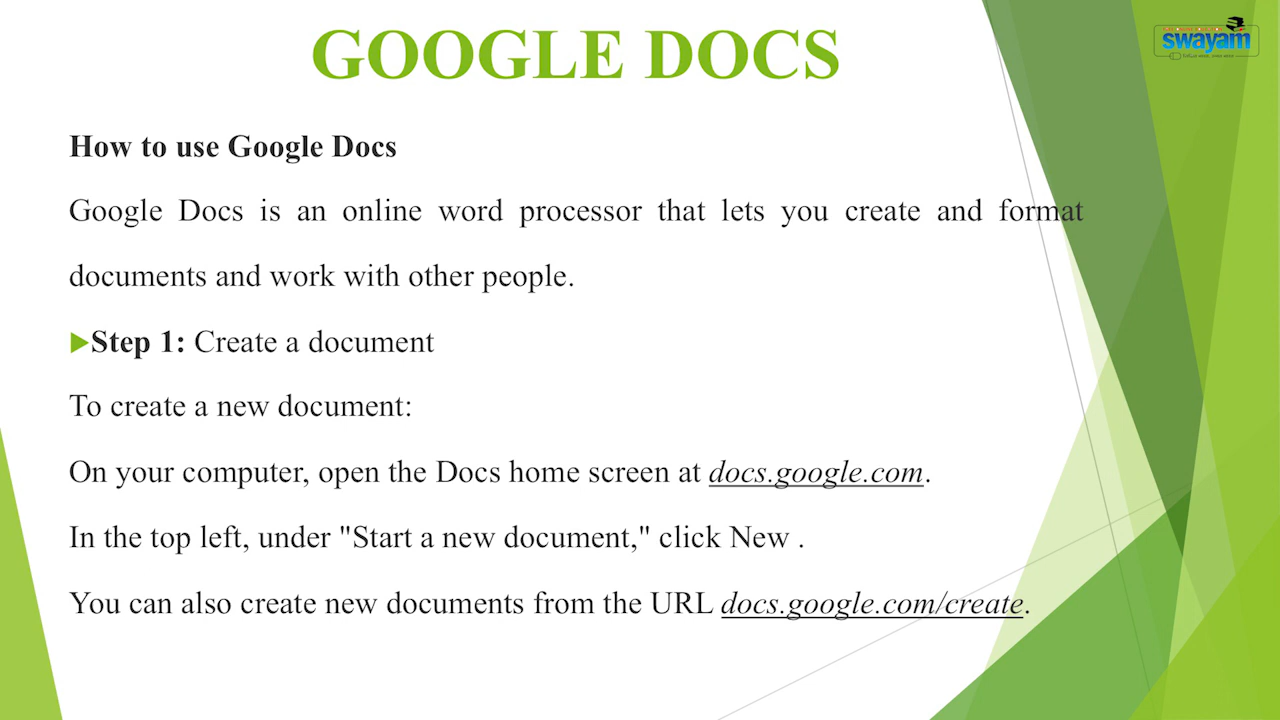 GOOGLE DOCS
swayam
How to use Google Docs
Google Docs is an online word processor that lets you create and format
documents and work with other people.
Step 1: Create a document
To create a new document:
On your computer, open the Docs home screen at docs.google.com.
In the top left, under "Start a new document," click New .
You can also create new documents from the URL docs.google.com/create.